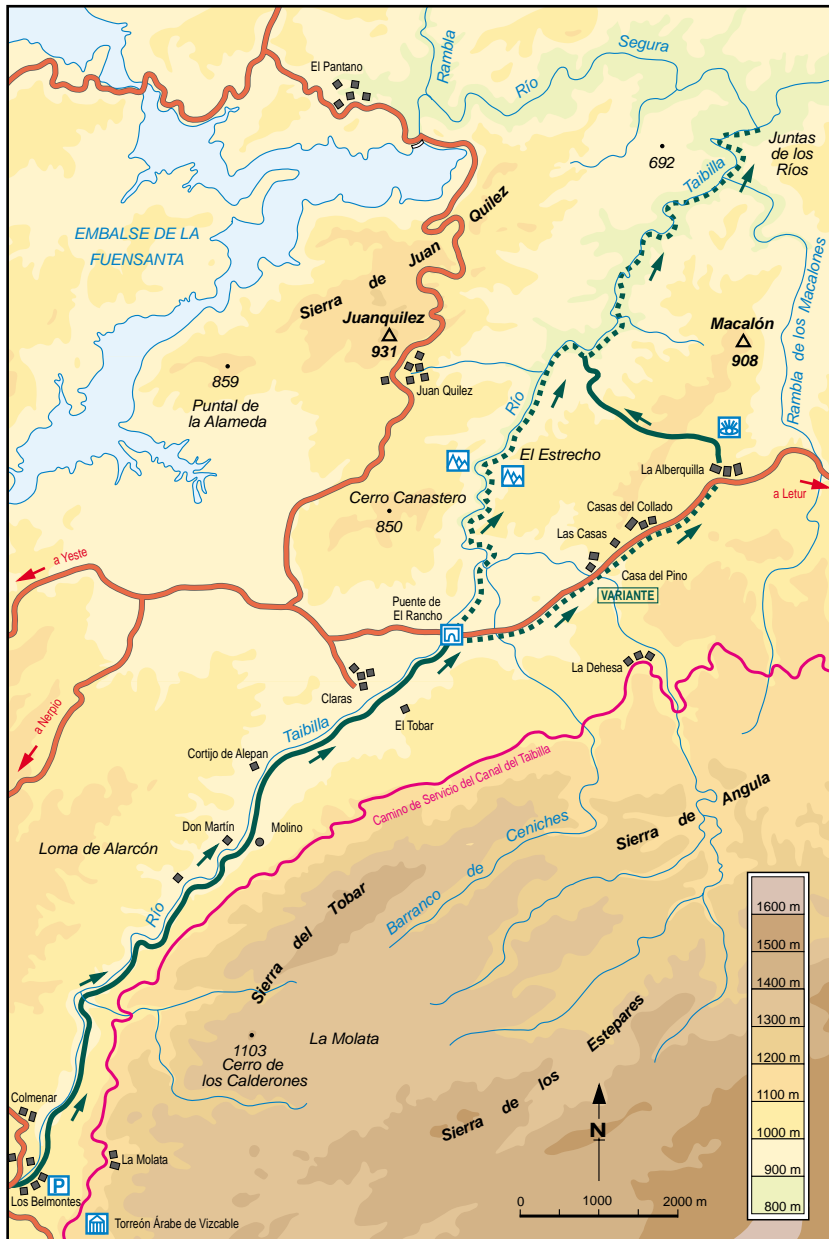 El Pantano
Rambla
Río
Segura
692
Juntas
de los
Ríos
Taibilla
EMBALSE DE LA
FUENSANTA
Sierra de Juan Quilez
Juanquilez
931
Juan Quilez
859
Puntal de
la Alameda
Macalón
908
Rambla de los Macalones
Río
El Estrecho
La Alberquilla
a Letur
Cerro Canastero
850
Casas del Collado
Las Casas
Casa del Pino
VARIANTE
a Yeste
Puente de
El Rancho
La Dehesa
Claras
El Tobar
a Nerpio
Taibilla
Cortijo de Alepan
Camino de Servicio del Canal del Taibilla
Don Martín
Molino
Loma de Alarcón
Río
Barranco de Ceniches
Sierra de Angula
Sierra del Tobar
1103
Cerro de
los Calderones
La Molata
Sierra de los Estepares
Colmenar
La Molata
Los Belmontes
P
Torreón Árabe de Vizcable
N
0 1000 2000 m
1600 m
1500 m
1400 m
1300 m
1200 m
1100 m
1000 m
900 m
800 m